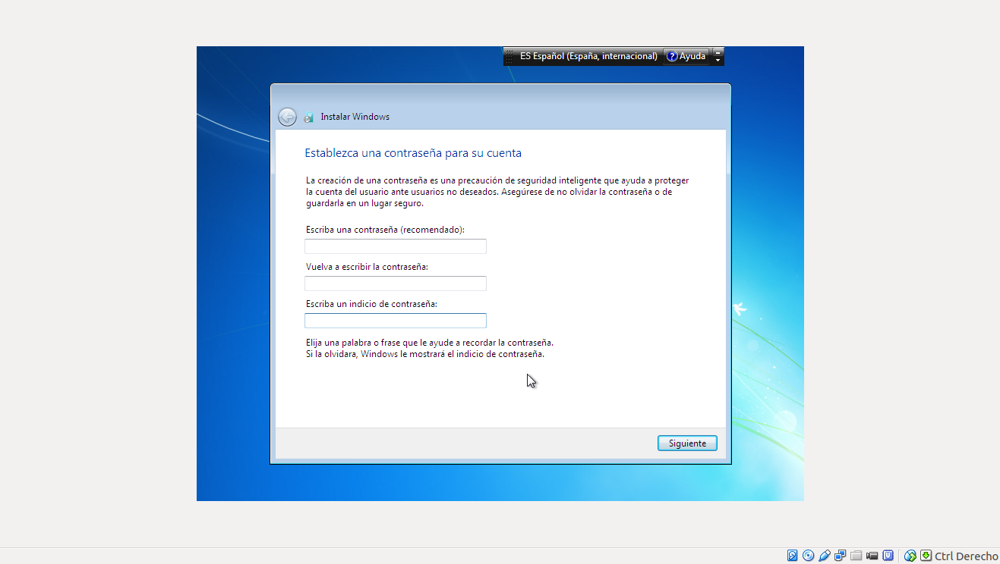 ES Español (España, internacional) Ayuda
Instalar Windows
Establezca una contraseña para su cuenta
La creación de una contraseña es una precaución de seguridad inteligente que ayuda a proteger
la cuenta del usuario ante usuarios no deseados. Asegúrese de no olvidar la contraseña o de
guardarla en un lugar seguro.
Escriba una contraseña (recomendado):
Vuelva a escribir la contraseña:
Escriba un indicio de contraseña:
Elija una palabra o frase que le ayude a recordar la contraseña.
Si la olvidara, Windows le mostrará el indicio de contraseña.
Siguiente
Ctrl Derecho